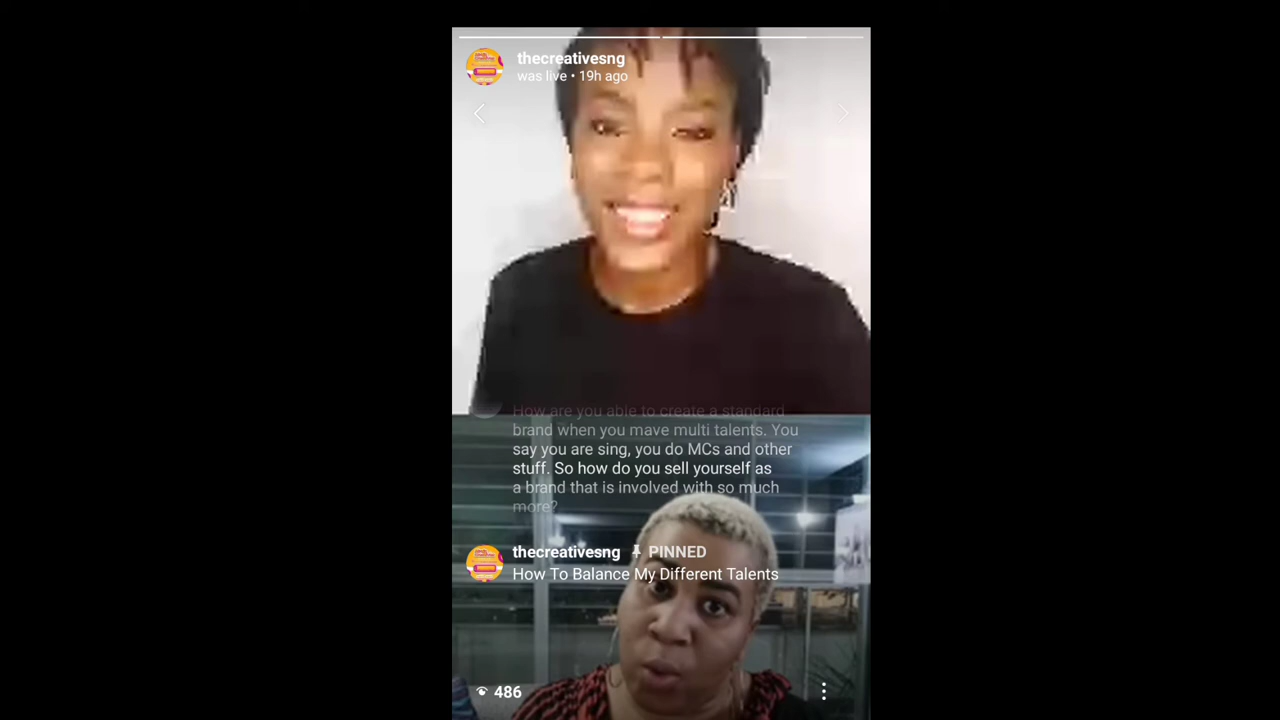 thecreativesng
was live • 19h ago
How are you able to create a standard
brand when you mave multi talents. You
say you are sing, you do MCs and other
stuff. So how do you sell yourself as
a brand that is involved with so much
more?
thecreativesng PINNED
How To Balance My Different Talents
486